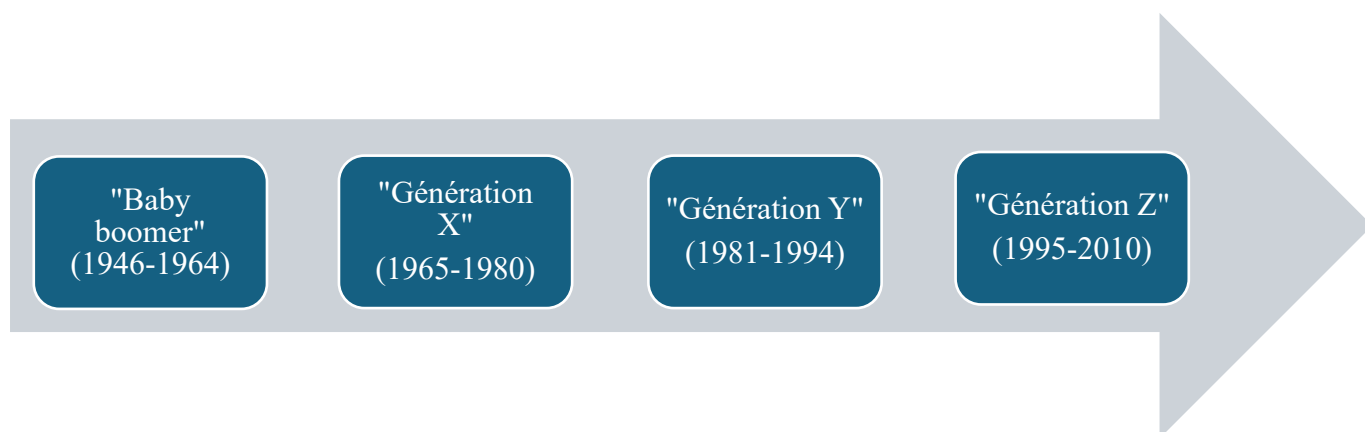 "Baby
boomer"
(1946-1964)
"Génération
X"
(1965-1980)
"Génération Y"
(1981-1994)
"Génération Z"
(1995-2010)